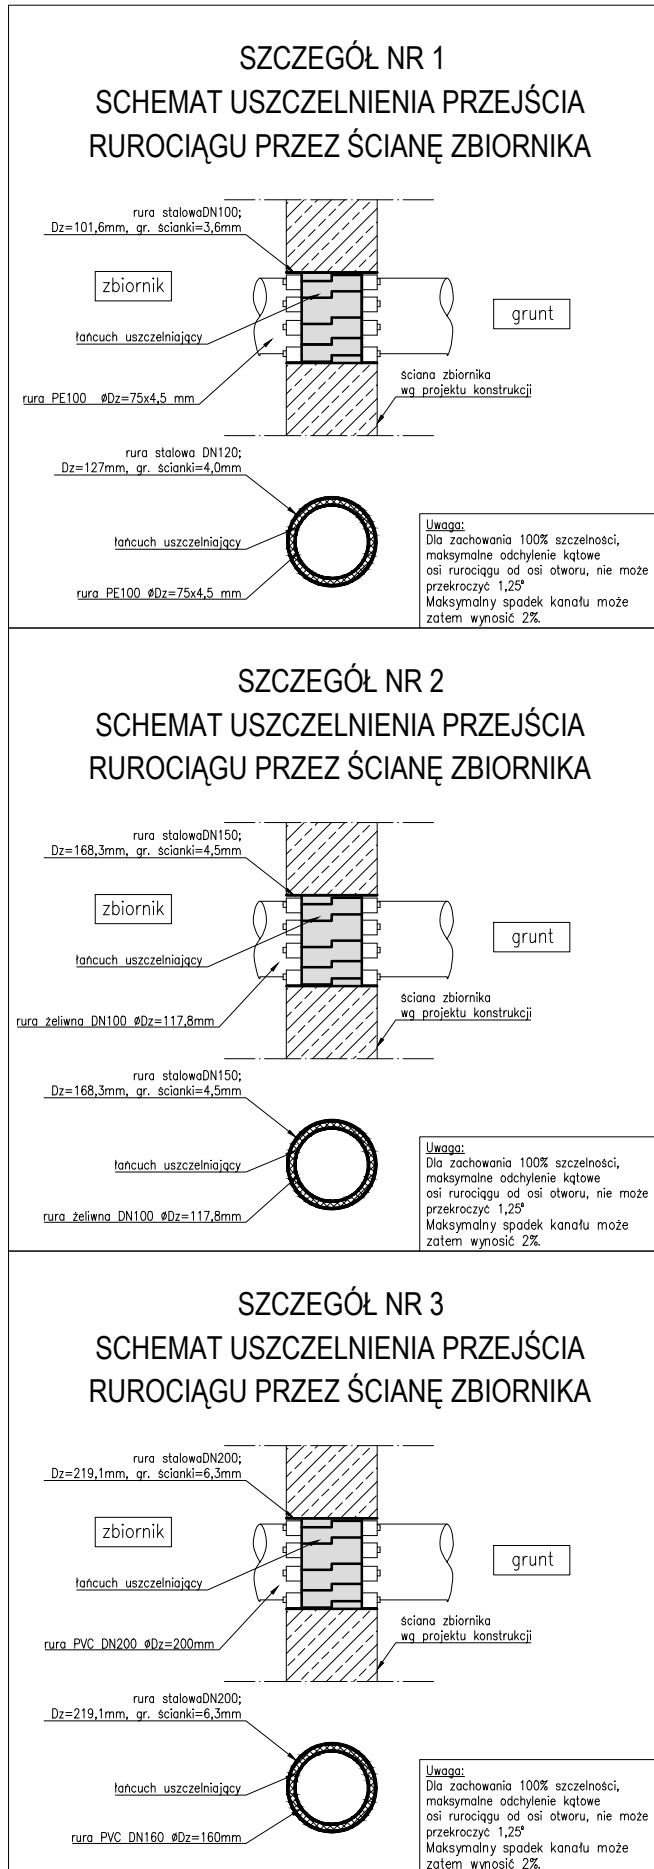 SZCZEGÓŁ NR 1
SCHEMAT USZCZELNIENIA PRZEJŚCIA
RUROCIĄGU PRZEZ ŚCIANĘ ZBIORNIKA
rura stalowaDN100;
Dz=101,6mm, gr. ścianki=3,6mm
zbiornik
grunt
łańcuch uszczelniający
ściana zbiornika
wg projektu konstrukcji
rura PE100 øDz=75x4,5 mm
rura stalowa DN120;
Dz=127mm, gr. ścianki=4,0mm
łańcuch uszczelniający
rura PE100 øDz=75x4,5 mm
Uwaga:
Dla zachowania 100% szczelności,
maksymalne odchylenie kątowe
osi rurociągu od osi otworu, nie może
przekroczyć 1,25°
Maksymalny spadek kanału może
zatem wynosić 2%.
SZCZEGÓŁ NR 2
SCHEMAT USZCZELNIENIA PRZEJŚCIA
RUROCIĄGU PRZEZ ŚCIANĘ ZBIORNIKA
rura stalowaDN150;
Dz=168,3mm, gr. ścianki=4,5mm
zbiornik
grunt
łańcuch uszczelniający
ściana zbiornika
wg projektu konstrukcji
rura żeliwna DN100 øDz=117,8mm
rura stalowaDN150;
Dz=168,3mm, gr. ścianki=4,5mm
łańcuch uszczelniający
rura żeliwna DN100 øDz=117,8mm
Uwaga:
Dla zachowania 100% szczelności,
maksymalne odchylenie kątowe
osi rurociągu od osi otworu, nie może
przekroczyć 1,25°
Maksymalny spadek kanału może
zatem wynosić 2%.
SZCZEGÓŁ NR 3
SCHEMAT USZCZELNIENIA PRZEJŚCIA
RUROCIĄGU PRZEZ ŚCIANĘ ZBIORNIKA
rura stalowaDN200;
Dz=219,1mm, gr. ścianki=6,3mm
zbiornik
grunt
łańcuch uszczelniający
ściana zbiornika
wg projektu konstrukcji
rura PVC DN200 øDz=200mm
rura stalowaDN200;
Dz=219,1mm, gr. ścianki=6,3mm
łańcuch uszczelniający
rura PVC DN160 øDz=160mm
Uwaga:
Dla zachowania 100% szczelności,
maksymalne odchylenie kątowe
osi rurociągu od osi otworu, nie może
przekroczyć 1,25°
Maksymalny spadek kanału może
zatem wynosić 2%.